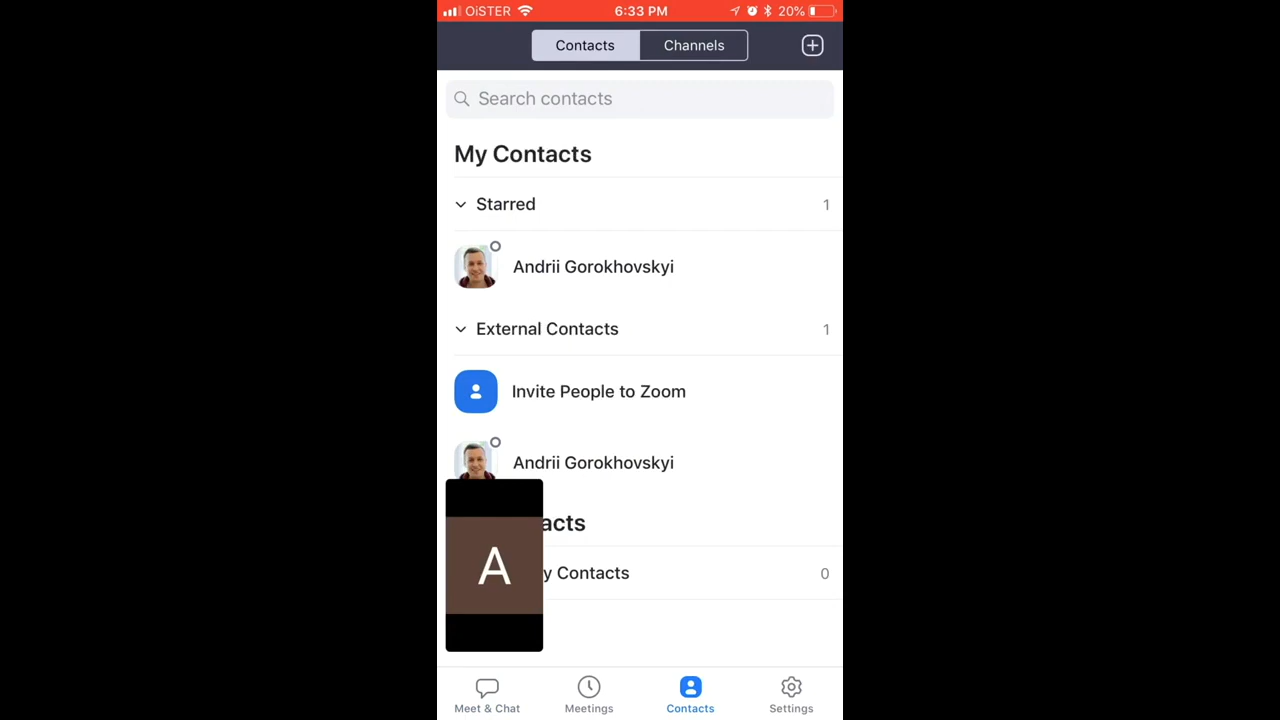 OiSTER 6:33 PM 20%
Contacts Channels
Search contacts
My Contacts
Starred 1
Andrii Gorokhovskyi
External Contacts 1
Invite People to Zoom
Andrii Gorokhovskyi
acts
A
y Contacts 0
Meet & Chat Meetings Contacts Settings